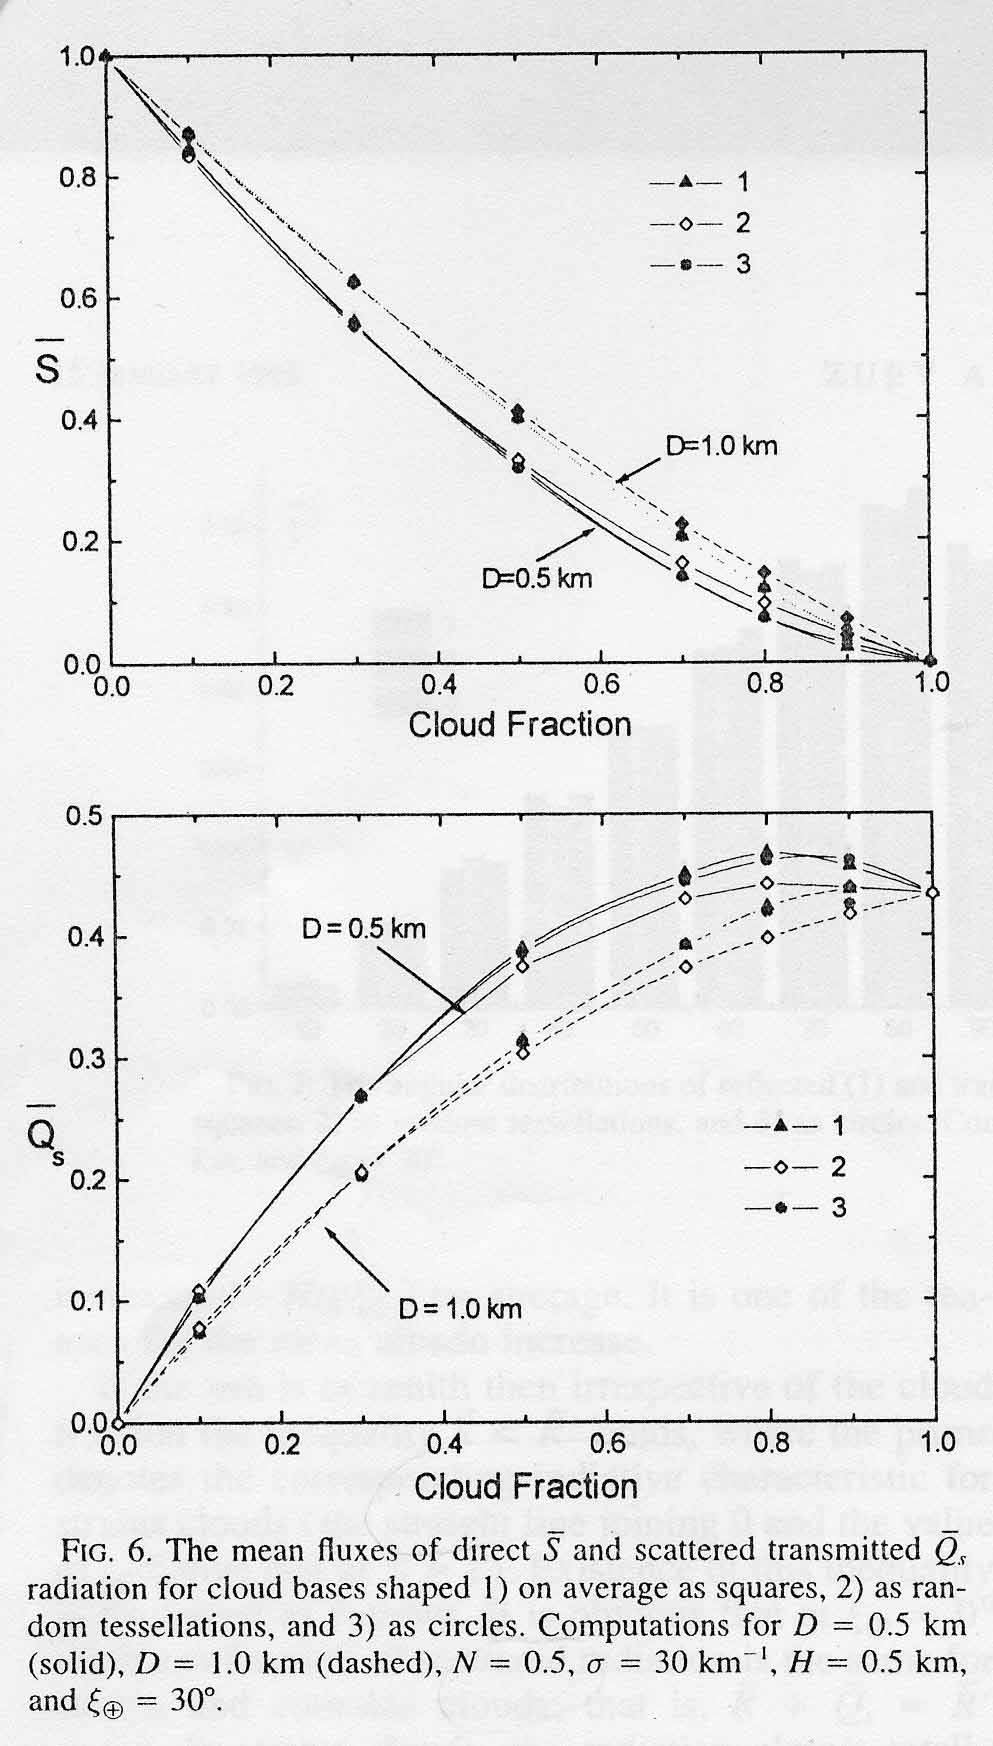 1.0
0.8
0.6
0.4
0.2
0.0
S̅
1
2
3
D=1.0 km
D=0.5 km
0.0 0.2 0.4 0.6 0.8 1.0
Cloud Fraction
0.5
0.4
0.3
0.2
0.1
0.0
Q̅s
D = 0.5 km
1
2
3
D = 1.0 km
0.0 0.2 0.4 0.6 0.8 1.0
Cloud Fraction
FIG. 6. The mean fluxes of direct S̅ and scattered transmitted Q̅s
radiation for cloud bases shaped 1) on average as squares, 2) as ran-
dom tessellations, and 3) as circles. Computations for D = 0.5 km
(solid), D = 1.0 km (dashed), N = 0.5, σ = 30 km⁻¹, H = 0.5 km,
and ξ⊕ = 30°.